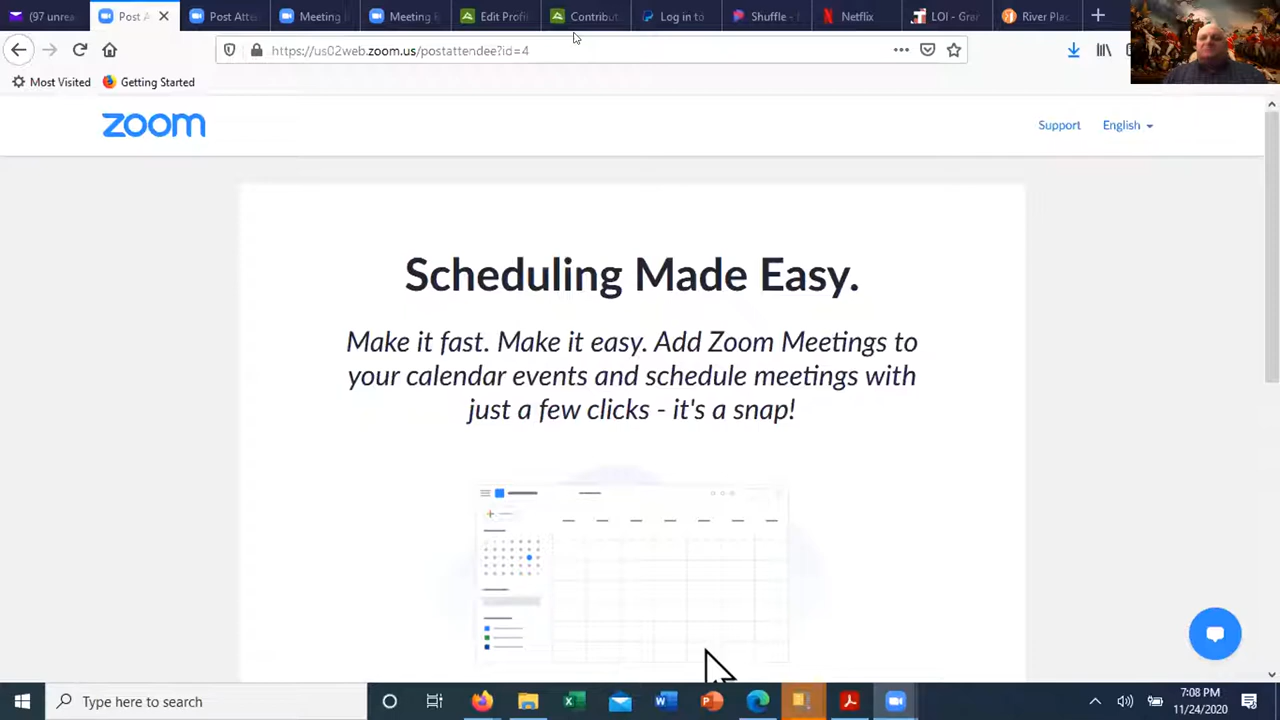 (97 unre
Post A
Post Atte
Meeting I
Meeting R
Edit Profi
Contribut
Log in to
Shuffle -
Netflix
LOI - Gran
River Plac
https://us02web.zoom.us/postattendee?id=4
Most Visited
Getting Started
zoom
Support
English
Scheduling Made Easy.
Make it fast. Make it easy. Add Zoom Meetings to
your calendar events and schedule meetings with
just a few clicks - it's a snap!
Type here to search
7:08 PM
11/24/2020